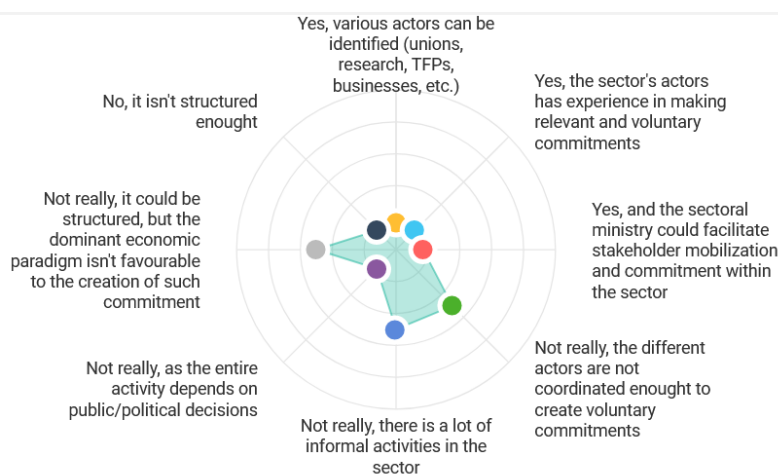 Yes, various actors can be
identified (unions,
research, TFPs,
businesses, etc.)
Yes, the sector's actors
has experience in making
relevant and voluntary
commitments
Yes, and the sectoral
ministry could facilitate
stakeholder mobilization
and commitment within
the sector
Not really, the different
actors are not
coordinated enought to
create voluntary
commitments
Not really, there is a lot of
informal activities in the
sector
Not really, as the entire
activity depends on
public/political decisions
Not really, it could be
structured, but the
dominant economic
paradigm isn't favourable
to the creation of such
commitment
No, it isn't structured
enought